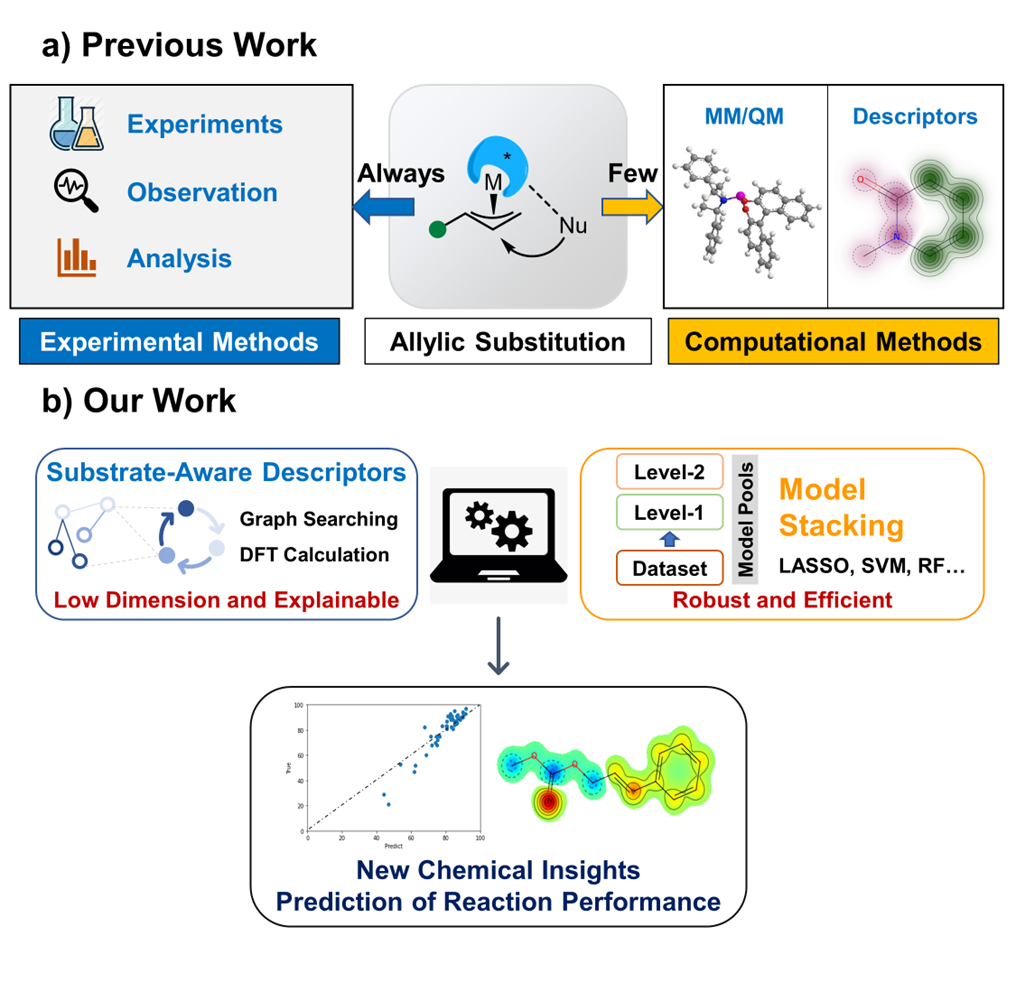 a) Previous Work
Experiments
Observation
Analysis
Always
*
M
Nu
Few
MM/QM
Descriptors
O
N
Experimental Methods
Allylic Substitution
Computational Methods
b) Our Work
Substrate-Aware Descriptors
Graph Searching
DFT Calculation
Low Dimension and Explainable
Level-2
Level-1
Dataset
Model Pools
Model
Stacking
LASSO, SVM, RF…
Robust and Efficient
100
80
60
40
20
0
True
0 20 40 60 80 100
Predict
O
O
O
New Chemical Insights
Prediction of Reaction Performance